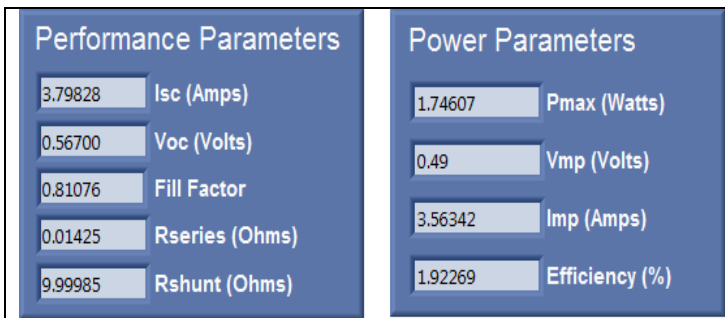 Performance Parameters
3.79828 Isc (Amps)
0.56700 Voc (Volts)
0.81076 Fill Factor
0.01425 Rseries (Ohms)
9.99985 Rshunt (Ohms)
Power Parameters
1.74607 Pmax (Watts)
0.49 Vmp (Volts)
3.56342 Imp (Amps)
1.92269 Efficiency (%)